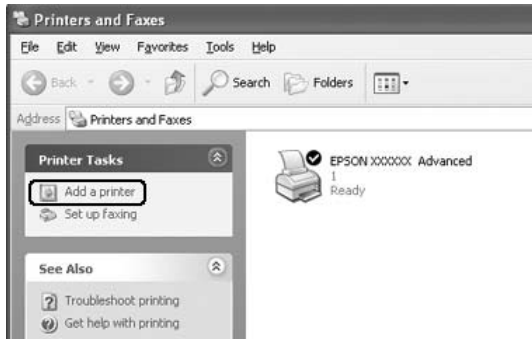 Printers and Faxes
File Edit View Favorites Tools Help
Back Search Folders
Address Printers and Faxes
Printer Tasks
Add a printer
Set up faxing
See Also
Troubleshoot printing
Get help with printing
EPSON XXXXXX Advanced
1
Ready